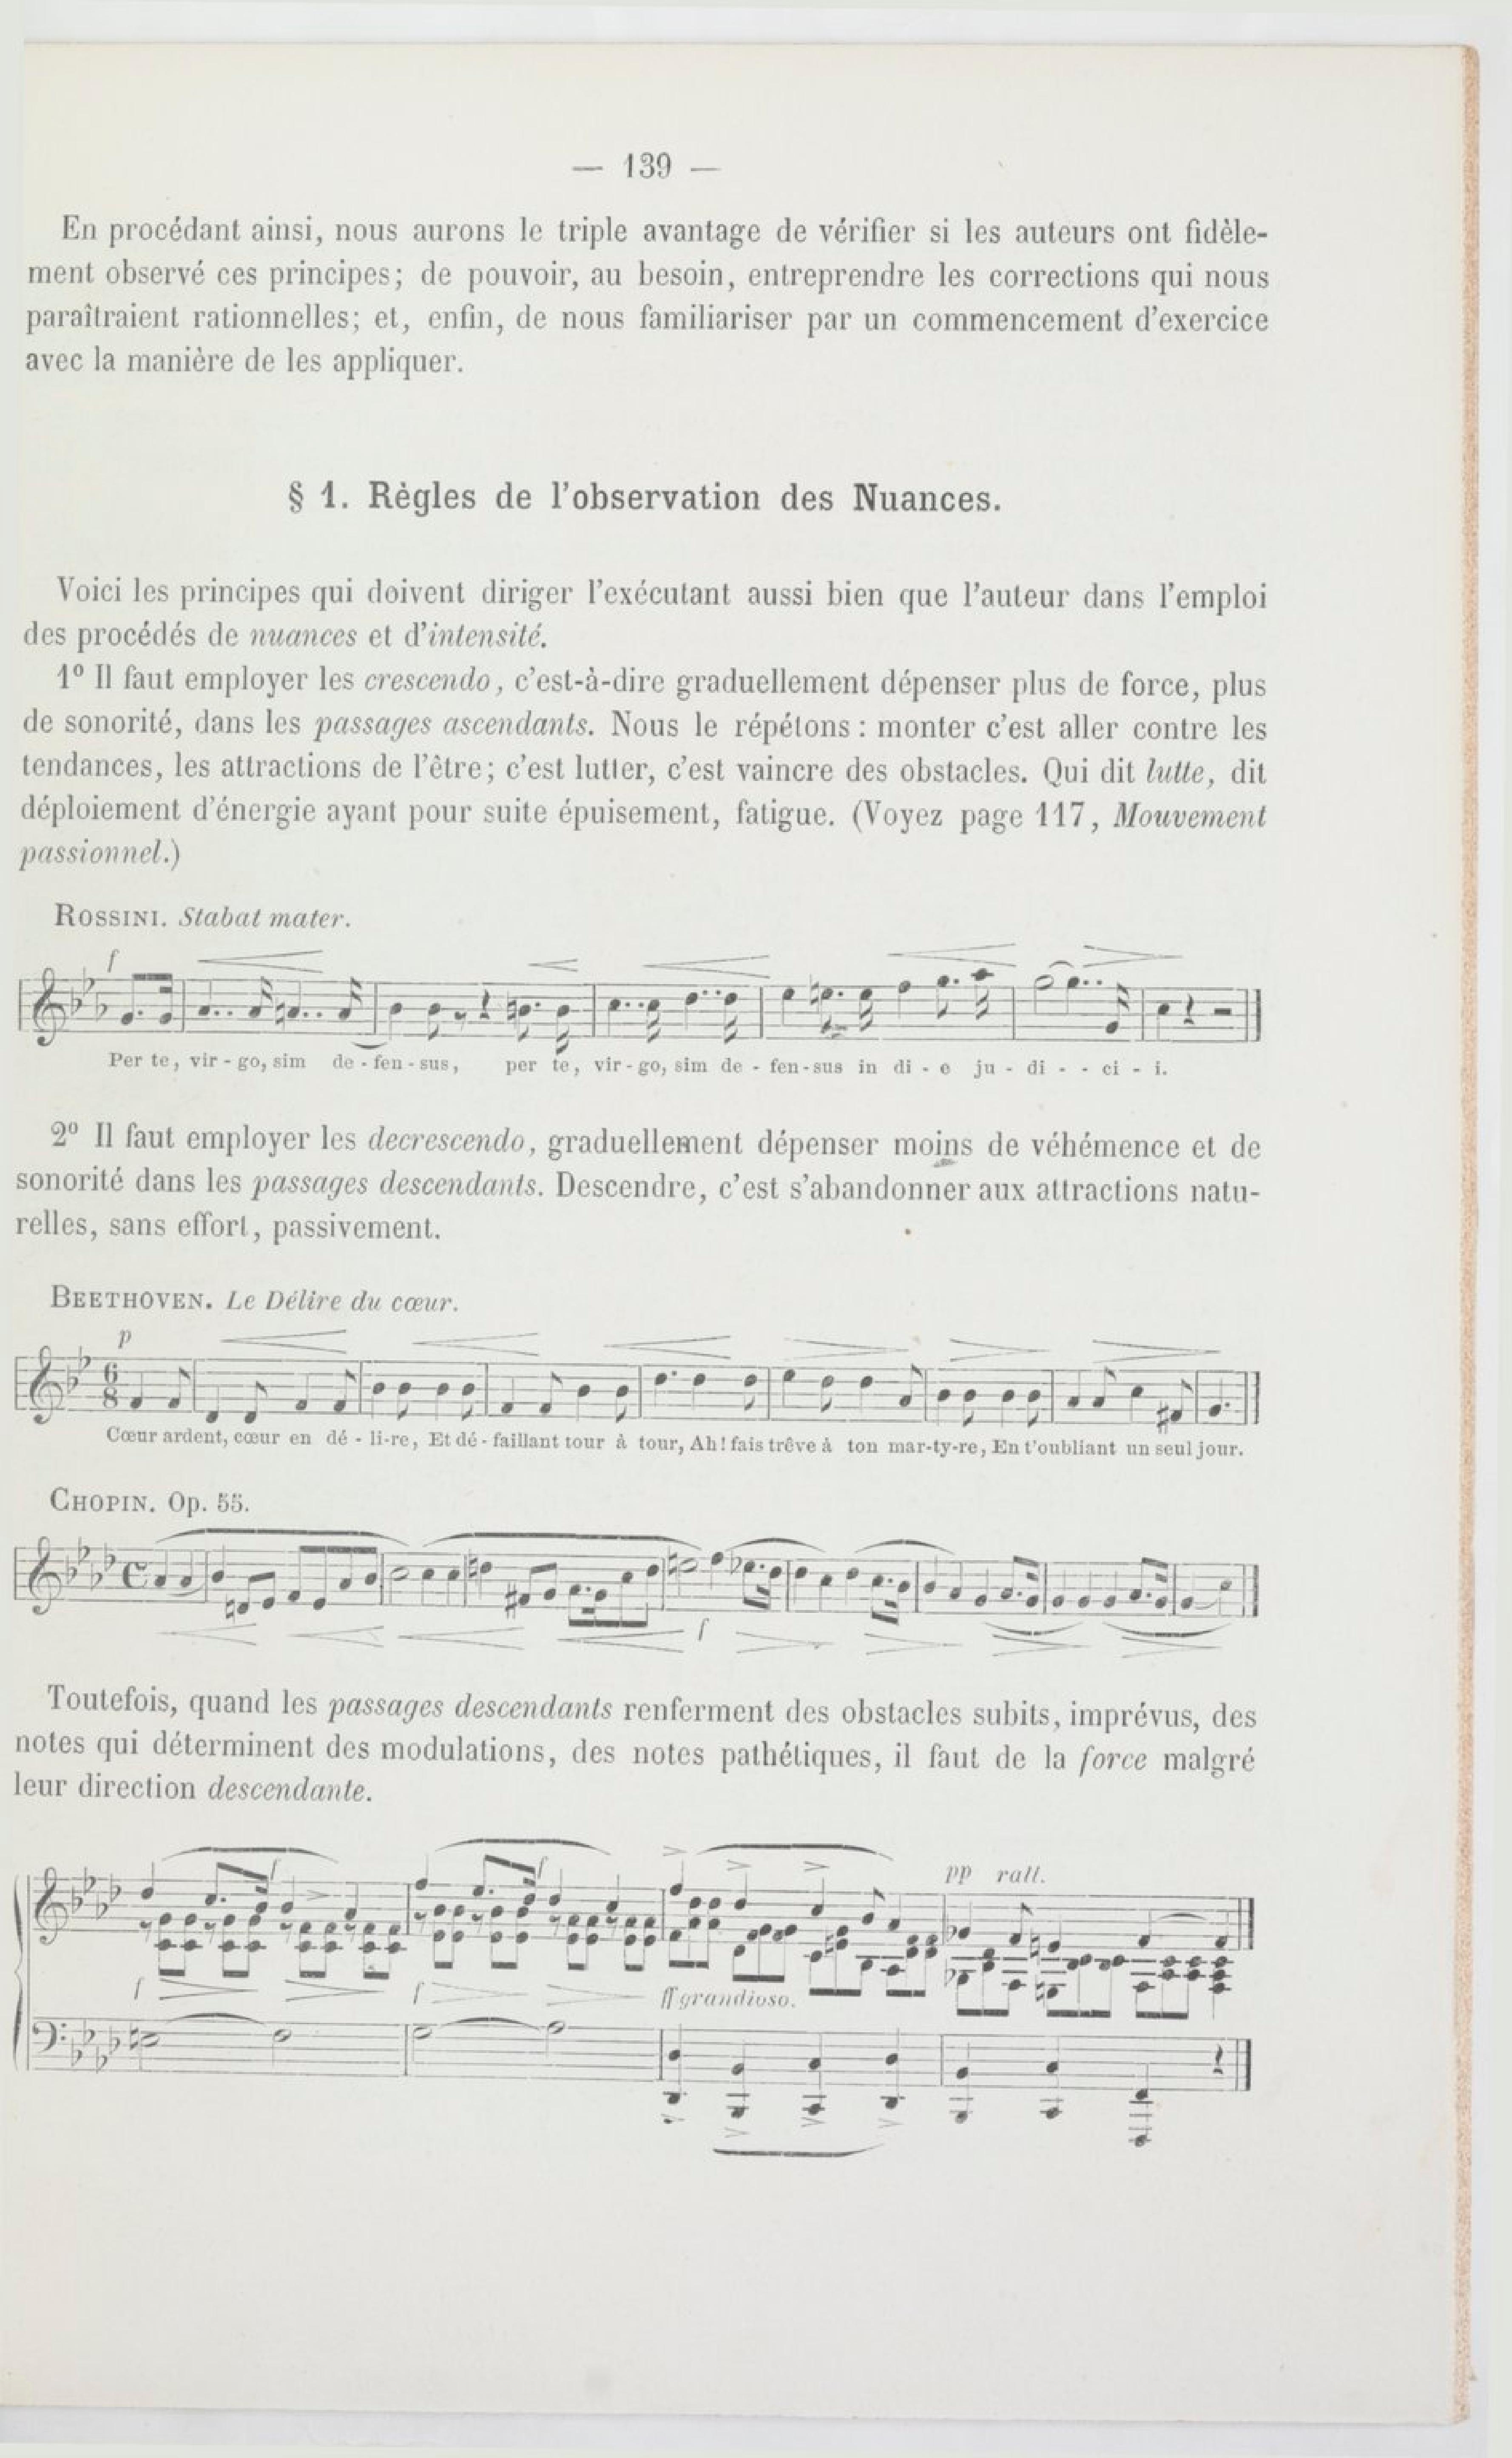 — 139 —
En procédant ainsi, nous aurons le triple avantage de vérifier si les auteurs ont fidèle-
ment observé ces principes; de pouvoir, au besoin, entreprendre les corrections qui nous
paraîtraient rationnelles; et, enfin, de nous familiariser par un commencement d'exercice
avec la manière de les appliquer.
§ 1. Règles de l'observation des Nuances.
Voici les principes qui doivent diriger l'exécutant aussi bien que l'auteur dans l'emploi
des procédés de nuances et d'intensité.
1º Il faut employer les crescendo, c'est-à-dire graduellement dépenser plus de force, plus
de sonorité, dans les passages ascendants. Nous le répétons : monter c'est aller contre les
tendances, les attractions de l'être; c'est lutter, c'est vaincre des obstacles. Qui dit lutte, dit
déploiement d'énergie ayant pour suite épuisement, fatigue. (Voyez page 117, Mouvement
passionnel.)
ROSSINI. Stabat mater.
f
Per te, vir - go, sim de - fen - sus, per te, vir - go, sim de - fen - sus in di - e ju - di - - ci - i.
2º Il faut employer les decrescendo, graduellement dépenser moins de véhémence et de
sonorité dans les passages descendants. Descendre, c'est s'abandonner aux attractions natu-
relles, sans effort, passivement.
BEETHOVEN. Le Délire du cœur.
p
6
8
Cœur ardent, cœur en dé - li-re, Et dé - faillant tour à tour, Ah! fais trêve à ton mar-ty-re, En t'oubliant un seul jour.
CHOPIN. Op. 55.
f
Toutefois, quand les passages descendants renferment des obstacles subits, imprévus, des
notes qui déterminent des modulations, des notes pathétiques, il faut de la force malgré
leur direction descendante.
pp rall.
f f ff grandioso.